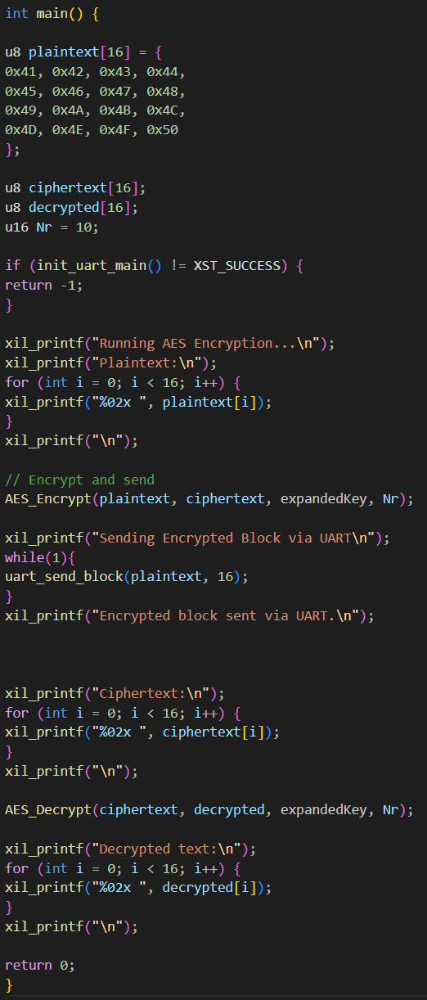 int main() {
u8 plaintext[16] = {
0x41, 0x42, 0x43, 0x44,
0x45, 0x46, 0x47, 0x48,
0x49, 0x4A, 0x4B, 0x4C,
0x4D, 0x4E, 0x4F, 0x50
};
u8 ciphertext[16];
u8 decrypted[16];
u16 Nr = 10;
if (init_uart_main() != XST_SUCCESS) {
return -1;
}
xil_printf("Running AES Encryption...\n");
xil_printf("Plaintext:\n");
for (int i = 0; i < 16; i++) {
xil_printf("%02x ", plaintext[i]);
}
xil_printf("\n");
// Encrypt and send
AES_Encrypt(plaintext, ciphertext, expandedKey, Nr);
xil_printf("Sending Encrypted Block via UART\n");
while(1){
uart_send_block(plaintext, 16);
}
xil_printf("Encrypted block sent via UART.\n");
xil_printf("Ciphertext:\n");
for (int i = 0; i < 16; i++) {
xil_printf("%02x ", ciphertext[i]);
}
xil_printf("\n");
AES_Decrypt(ciphertext, decrypted, expandedKey, Nr);
xil_printf("Decrypted text:\n");
for (int i = 0; i < 16; i++) {
xil_printf("%02x ", decrypted[i]);
}
xil_printf("\n");
return 0;
}